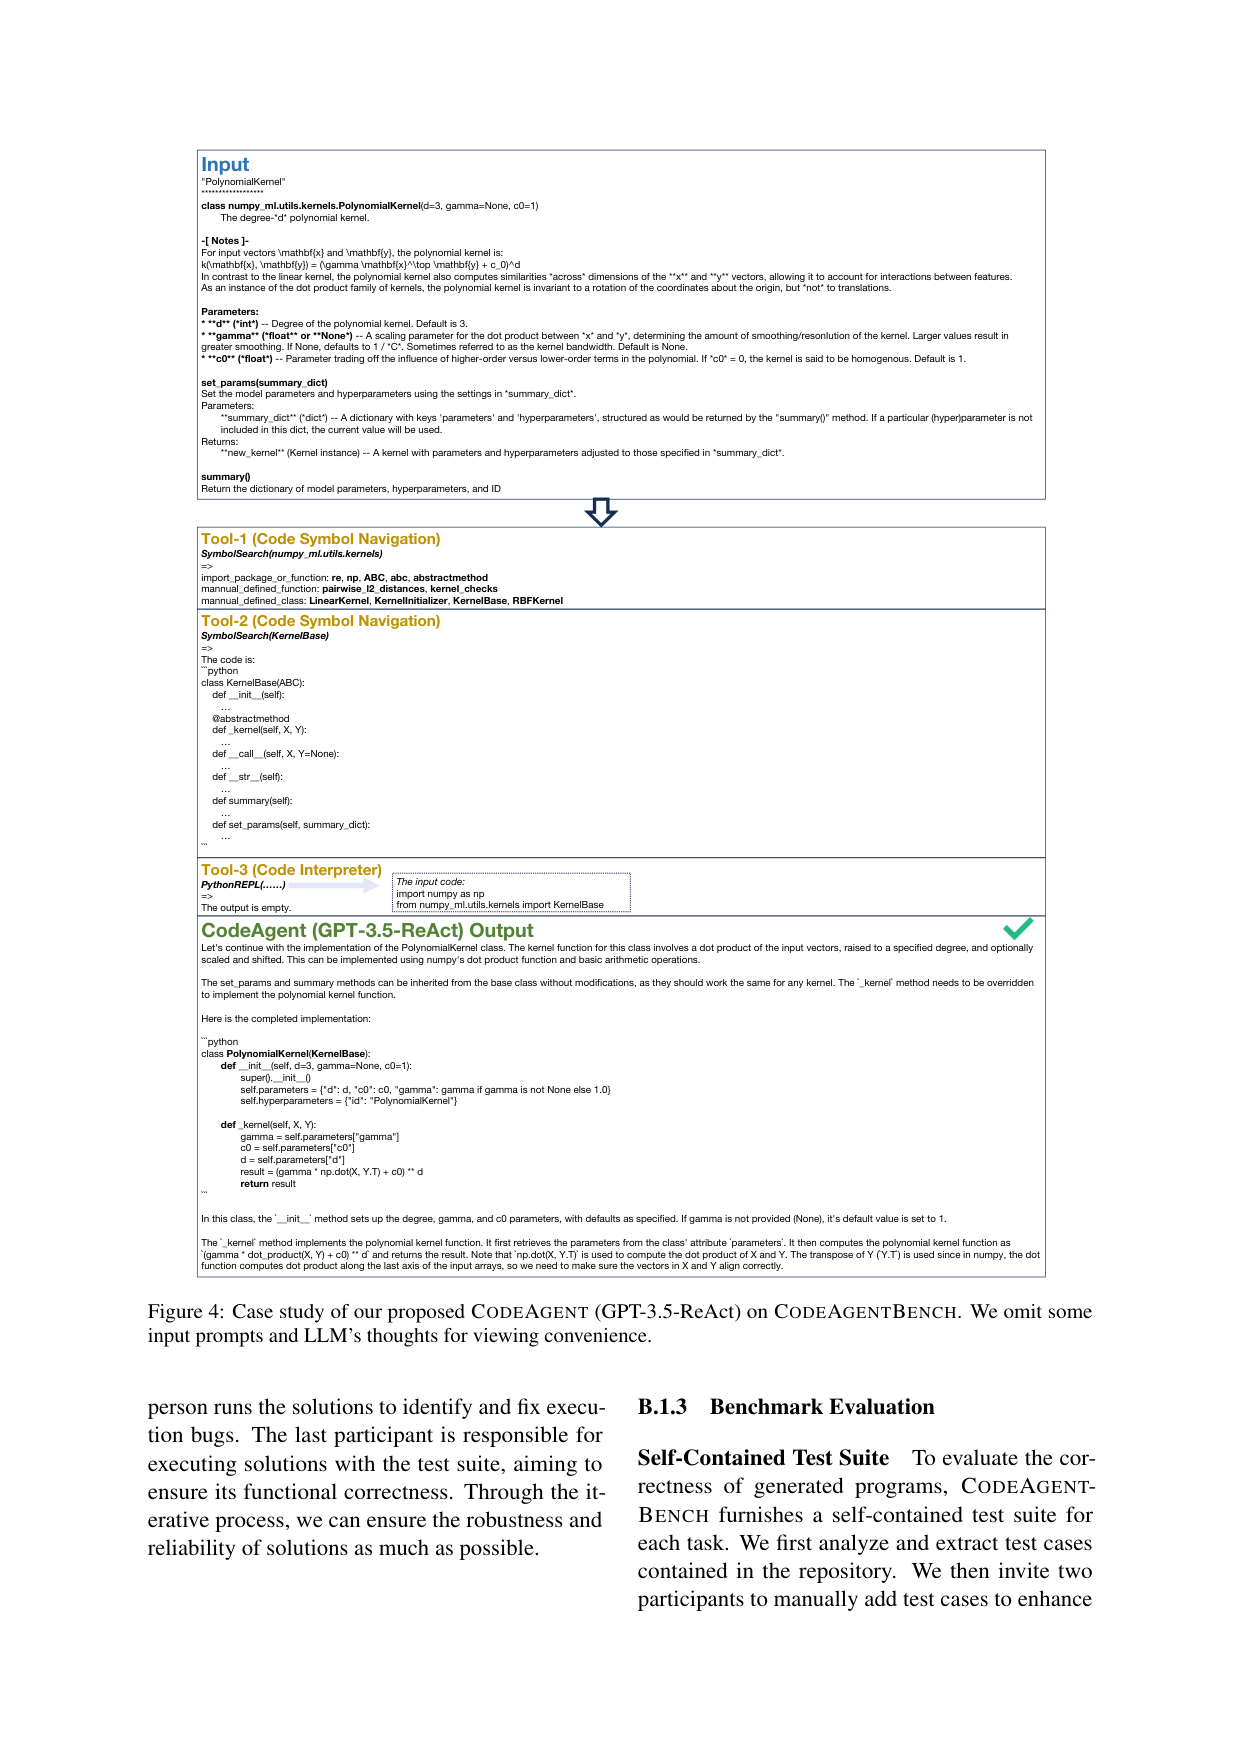 Input
"PolynomialKernel"
******************
class numpy_ml.utils.kernels.PolynomialKernel(d=3, gamma=None, c0=1)
The degree-*d* polynomial kernel.
-[ Notes ]-
For input vectors \mathbf{x} and \mathbf{y}, the polynomial kernel is:
k(\mathbf{x}, \mathbf{y}) = (\gamma \mathbf{x}^\top \mathbf{y} + c_0)^d
In contrast to the linear kernel, the polynomial kernel also computes similarities *across* dimensions of the **x** and **y** vectors, allowing it to account for interactions between features.
As an instance of the dot product family of kernels, the polynomial kernel is invariant to a rotation of the coordinates about the origin, but *not* to translations.
Parameters:
* **d** (*int*) -- Degree of the polynomial kernel. Default is 3.
* **gamma** (*float** or **None*) -- A scaling parameter for the dot product between *x* and *y*, determining the amount of smoothing/resonlution of the kernel. Larger values result in
greater smoothing. If None, defaults to 1 / *C*. Sometimes referred to as the kernel bandwidth. Default is None.
* **c0** (*float*) -- Parameter trading off the influence of higher-order versus lower-order terms in the polynomial. If *c0* = 0, the kernel is said to be homogenous. Default is 1.
set_params(summary_dict)
Set the model parameters and hyperparameters using the settings in *summary_dict*.
Parameters:
**summary_dict** (*dict*) -- A dictionary with keys 'parameters' and 'hyperparameters', structured as would be returned by the "summary()" method. If a particular (hyper)parameter is not
included in this dict, the current value will be used.
Returns:
**new_kernel** (Kernel instance) -- A kernel with parameters and hyperparameters adjusted to those specified in *summary_dict*.
summary()
Return the dictionary of model parameters, hyperparameters, and ID
Tool-1 (Code Symbol Navigation)
SymbolSearch(numpy_ml.utils.kernels)
=>
import_package_or_function: re, np, ABC, abc, abstractmethod
mannual_defined_function: pairwise_l2_distances, kernel_checks
mannual_defined_class: LinearKernel, KernelInitializer, KernelBase, RBFKernel
Tool-2 (Code Symbol Navigation)
SymbolSearch(KernelBase)
=>
The code is:
```python
class KernelBase(ABC):
def __init__(self):
...
@abstractmethod
def _kernel(self, X, Y):
...
def __call__(self, X, Y=None):
...
def __str__(self):
...
def summary(self):
...
def set_params(self, summary_dict):
...
```
Tool-3 (Code Interpreter)
PythonREPL(......)
=>
The output is empty.
The input code:
import numpy as np
from numpy_ml.utils.kernels import KernelBase
CodeAgent (GPT-3.5-ReAct) Output
Let's continue with the implementation of the PolynomialKernel class. The kernel function for this class involves a dot product of the input vectors, raised to a specified degree, and optionally
scaled and shifted. This can be implemented using numpy's dot product function and basic arithmetic operations.
The set_params and summary methods can be inherited from the base class without modifications, as they should work the same for any kernel. The `_kernel` method needs to be overridden
to implement the polynomial kernel function.
Here is the completed implementation:
```python
class PolynomialKernel(KernelBase):
def __init__(self, d=3, gamma=None, c0=1):
super().__init__()
self.parameters = {"d": d, "c0": c0, "gamma": gamma if gamma is not None else 1.0}
self.hyperparameters = {"id": "PolynomialKernel"}
def _kernel(self, X, Y):
gamma = self.parameters["gamma"]
c0 = self.parameters["c0"]
d = self.parameters["d"]
result = (gamma * np.dot(X, Y.T) + c0) ** d
return result
```
In this class, the `__init__` method sets up the degree, gamma, and c0 parameters, with defaults as specified. If gamma is not provided (None), it's default value is set to 1.
The `_kernel` method implements the polynomial kernel function. It first retrieves the parameters from the class' attribute `parameters`. It then computes the polynomial kernel function as
`(gamma * dot_product(X, Y) + c0) ** d` and returns the result. Note that `np.dot(X, Y.T)` is used to compute the dot product of X and Y. The transpose of Y (`Y.T`) is used since in numpy, the dot
function computes dot product along the last axis of the input arrays, so we need to make sure the vectors in X and Y align correctly.
Figure 4: Case study of our proposed CODEAGENT (GPT-3.5-ReAct) on CODEAGENTBENCH. We omit some
input prompts and LLM's thoughts for viewing convenience.
person runs the solutions to identify and fix execu-
tion bugs. The last participant is responsible for
executing solutions with the test suite, aiming to
ensure its functional correctness. Through the it-
erative process, we can ensure the robustness and
reliability of solutions as much as possible.
B.1.3 Benchmark Evaluation
Self-Contained Test Suite To evaluate the cor-
rectness of generated programs, CODEAGENT-
BENCH furnishes a self-contained test suite for
each task. We first analyze and extract test cases
contained in the repository. We then invite two
participants to manually add test cases to enhance